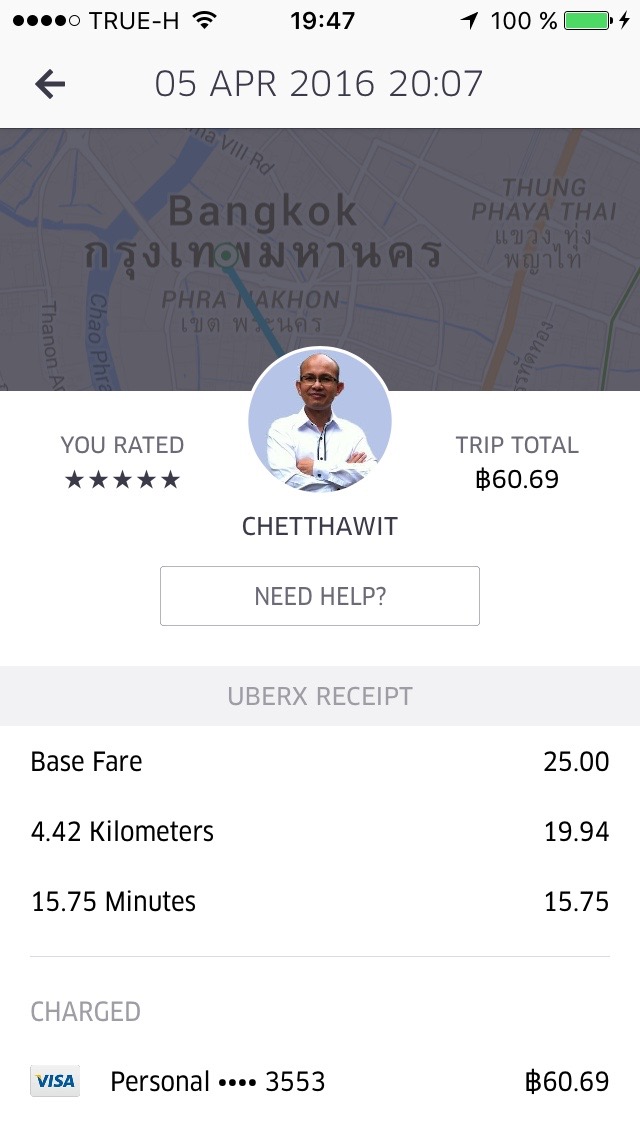 TRUE-H 19:47 100 %
05 APR 2016 20:07
ma VIII Rd
Bangkok
กรุงเทพมหานคร
THUNG
PHAYA THAI
แขวง ทุ่ง
พญาไท
PHRA NAKHON
เขต พระนคร
Thanon A
Chao Phra
YOU RATED
★★★★★
TRIP TOTAL
฿60.69
CHETTHAWIT
NEED HELP?
UBERX RECEIPT
Base Fare 25.00
4.42 Kilometers 19.94
15.75 Minutes 15.75
CHARGED
VISA Personal •••• 3553 ฿60.69